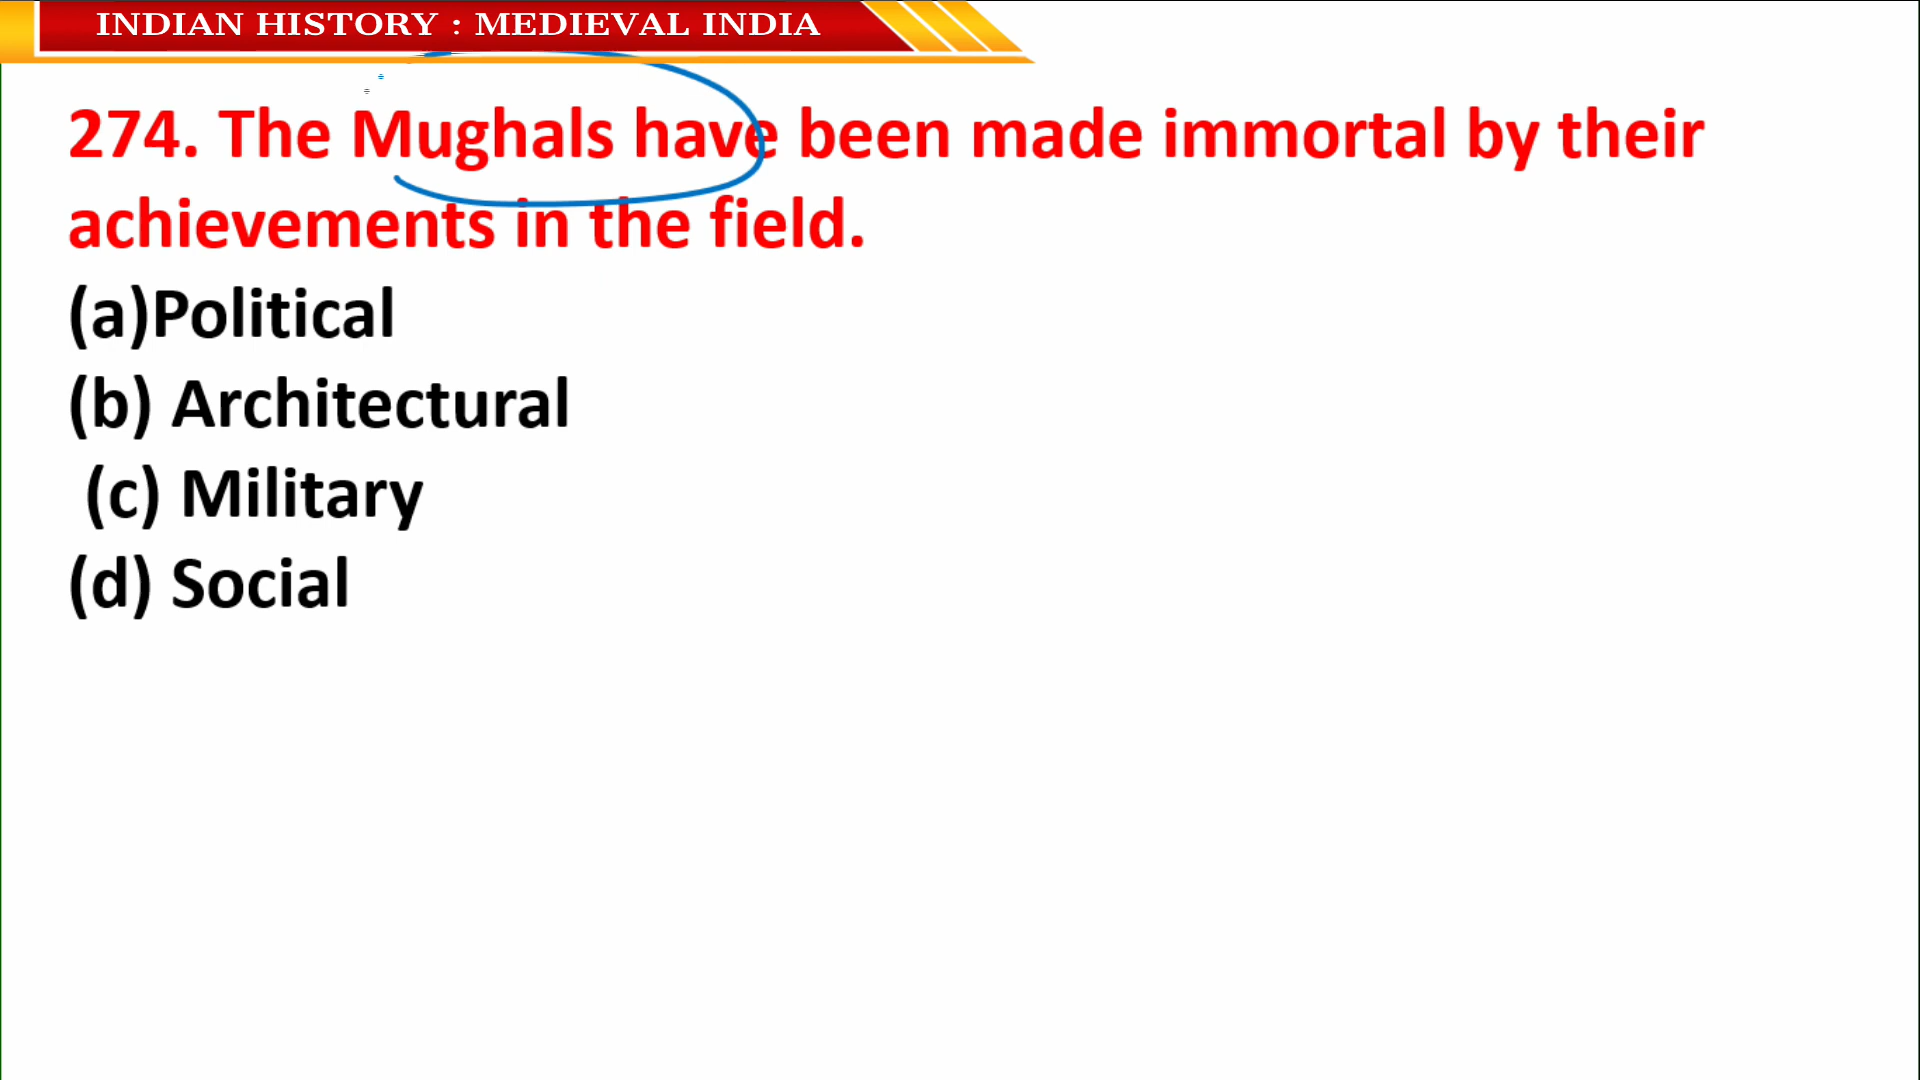 INDIAN HISTORY : MEDIEVAL INDIA
274. The Mughals have been made immortal by their
achievements in the field.
(a)Political
(b) Architectural
(c) Military
(d) Social